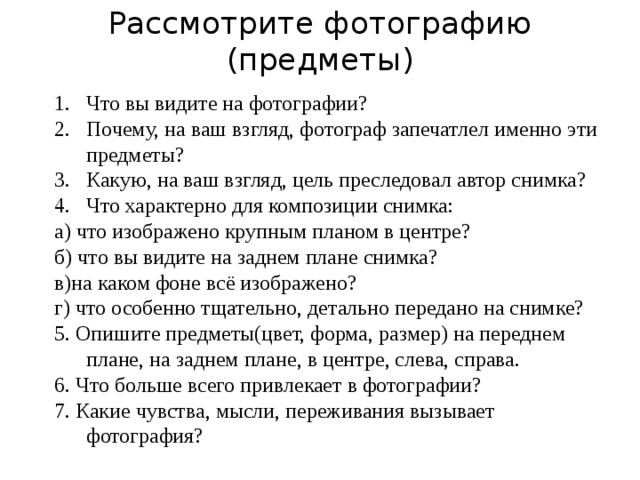 Рассмотрите фотографию
(предметы)
1. Что вы видите на фотографии?
2. Почему, на ваш взгляд, фотограф запечатлел именно эти
предметы?
3. Какую, на ваш взгляд, цель преследовал автор снимка?
4. Что характерно для композиции снимка:
а) что изображено крупным планом в центре?
б) что вы видите на заднем плане снимка?
в)на каком фоне всё изображено?
г) что особенно тщательно, детально передано на снимке?
5. Опишите предметы(цвет, форма, размер) на переднем
плане, на заднем плане, в центре, слева, справа.
6. Что больше всего привлекает в фотографии?
7. Какие чувства, мысли, переживания вызывает
фотография?